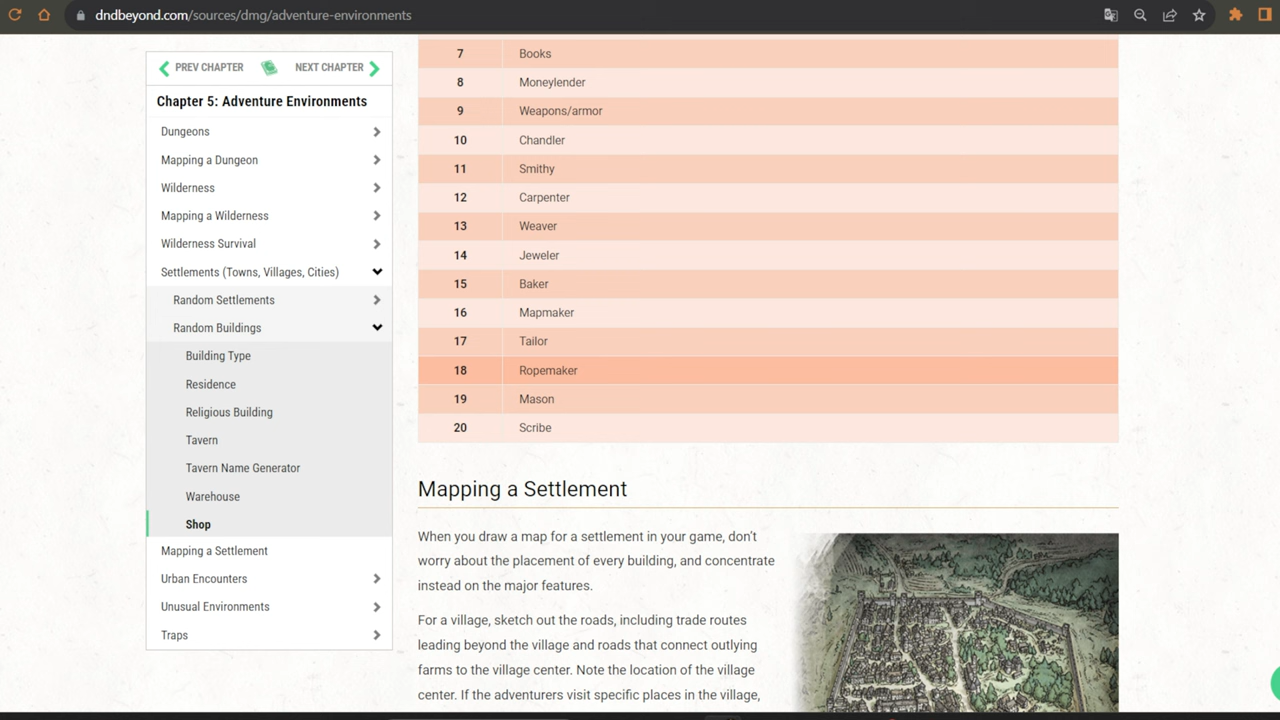 dndbeyond.com/sources/dmg/adventure-environments
PREV CHAPTER NEXT CHAPTER
Chapter 5: Adventure Environments
Dungeons
Mapping a Dungeon
Wilderness
Mapping a Wilderness
Wilderness Survival
Settlements (Towns, Villages, Cities)
Random Settlements
Random Buildings
Building Type
Residence
Religious Building
Tavern
Tavern Name Generator
Warehouse
Shop
Mapping a Settlement
Urban Encounters
Unusual Environments
Traps
7 Books
8 Moneylender
9 Weapons/armor
10 Chandler
11 Smithy
12 Carpenter
13 Weaver
14 Jeweler
15 Baker
16 Mapmaker
17 Tailor
18 Ropemaker
19 Mason
20 Scribe
Mapping a Settlement
When you draw a map for a settlement in your game, don't
worry about the placement of every building, and concentrate
instead on the major features.
For a village, sketch out the roads, including trade routes
leading beyond the village and roads that connect outlying
farms to the village center. Note the location of the village
center. If the adventurers visit specific places in the village,